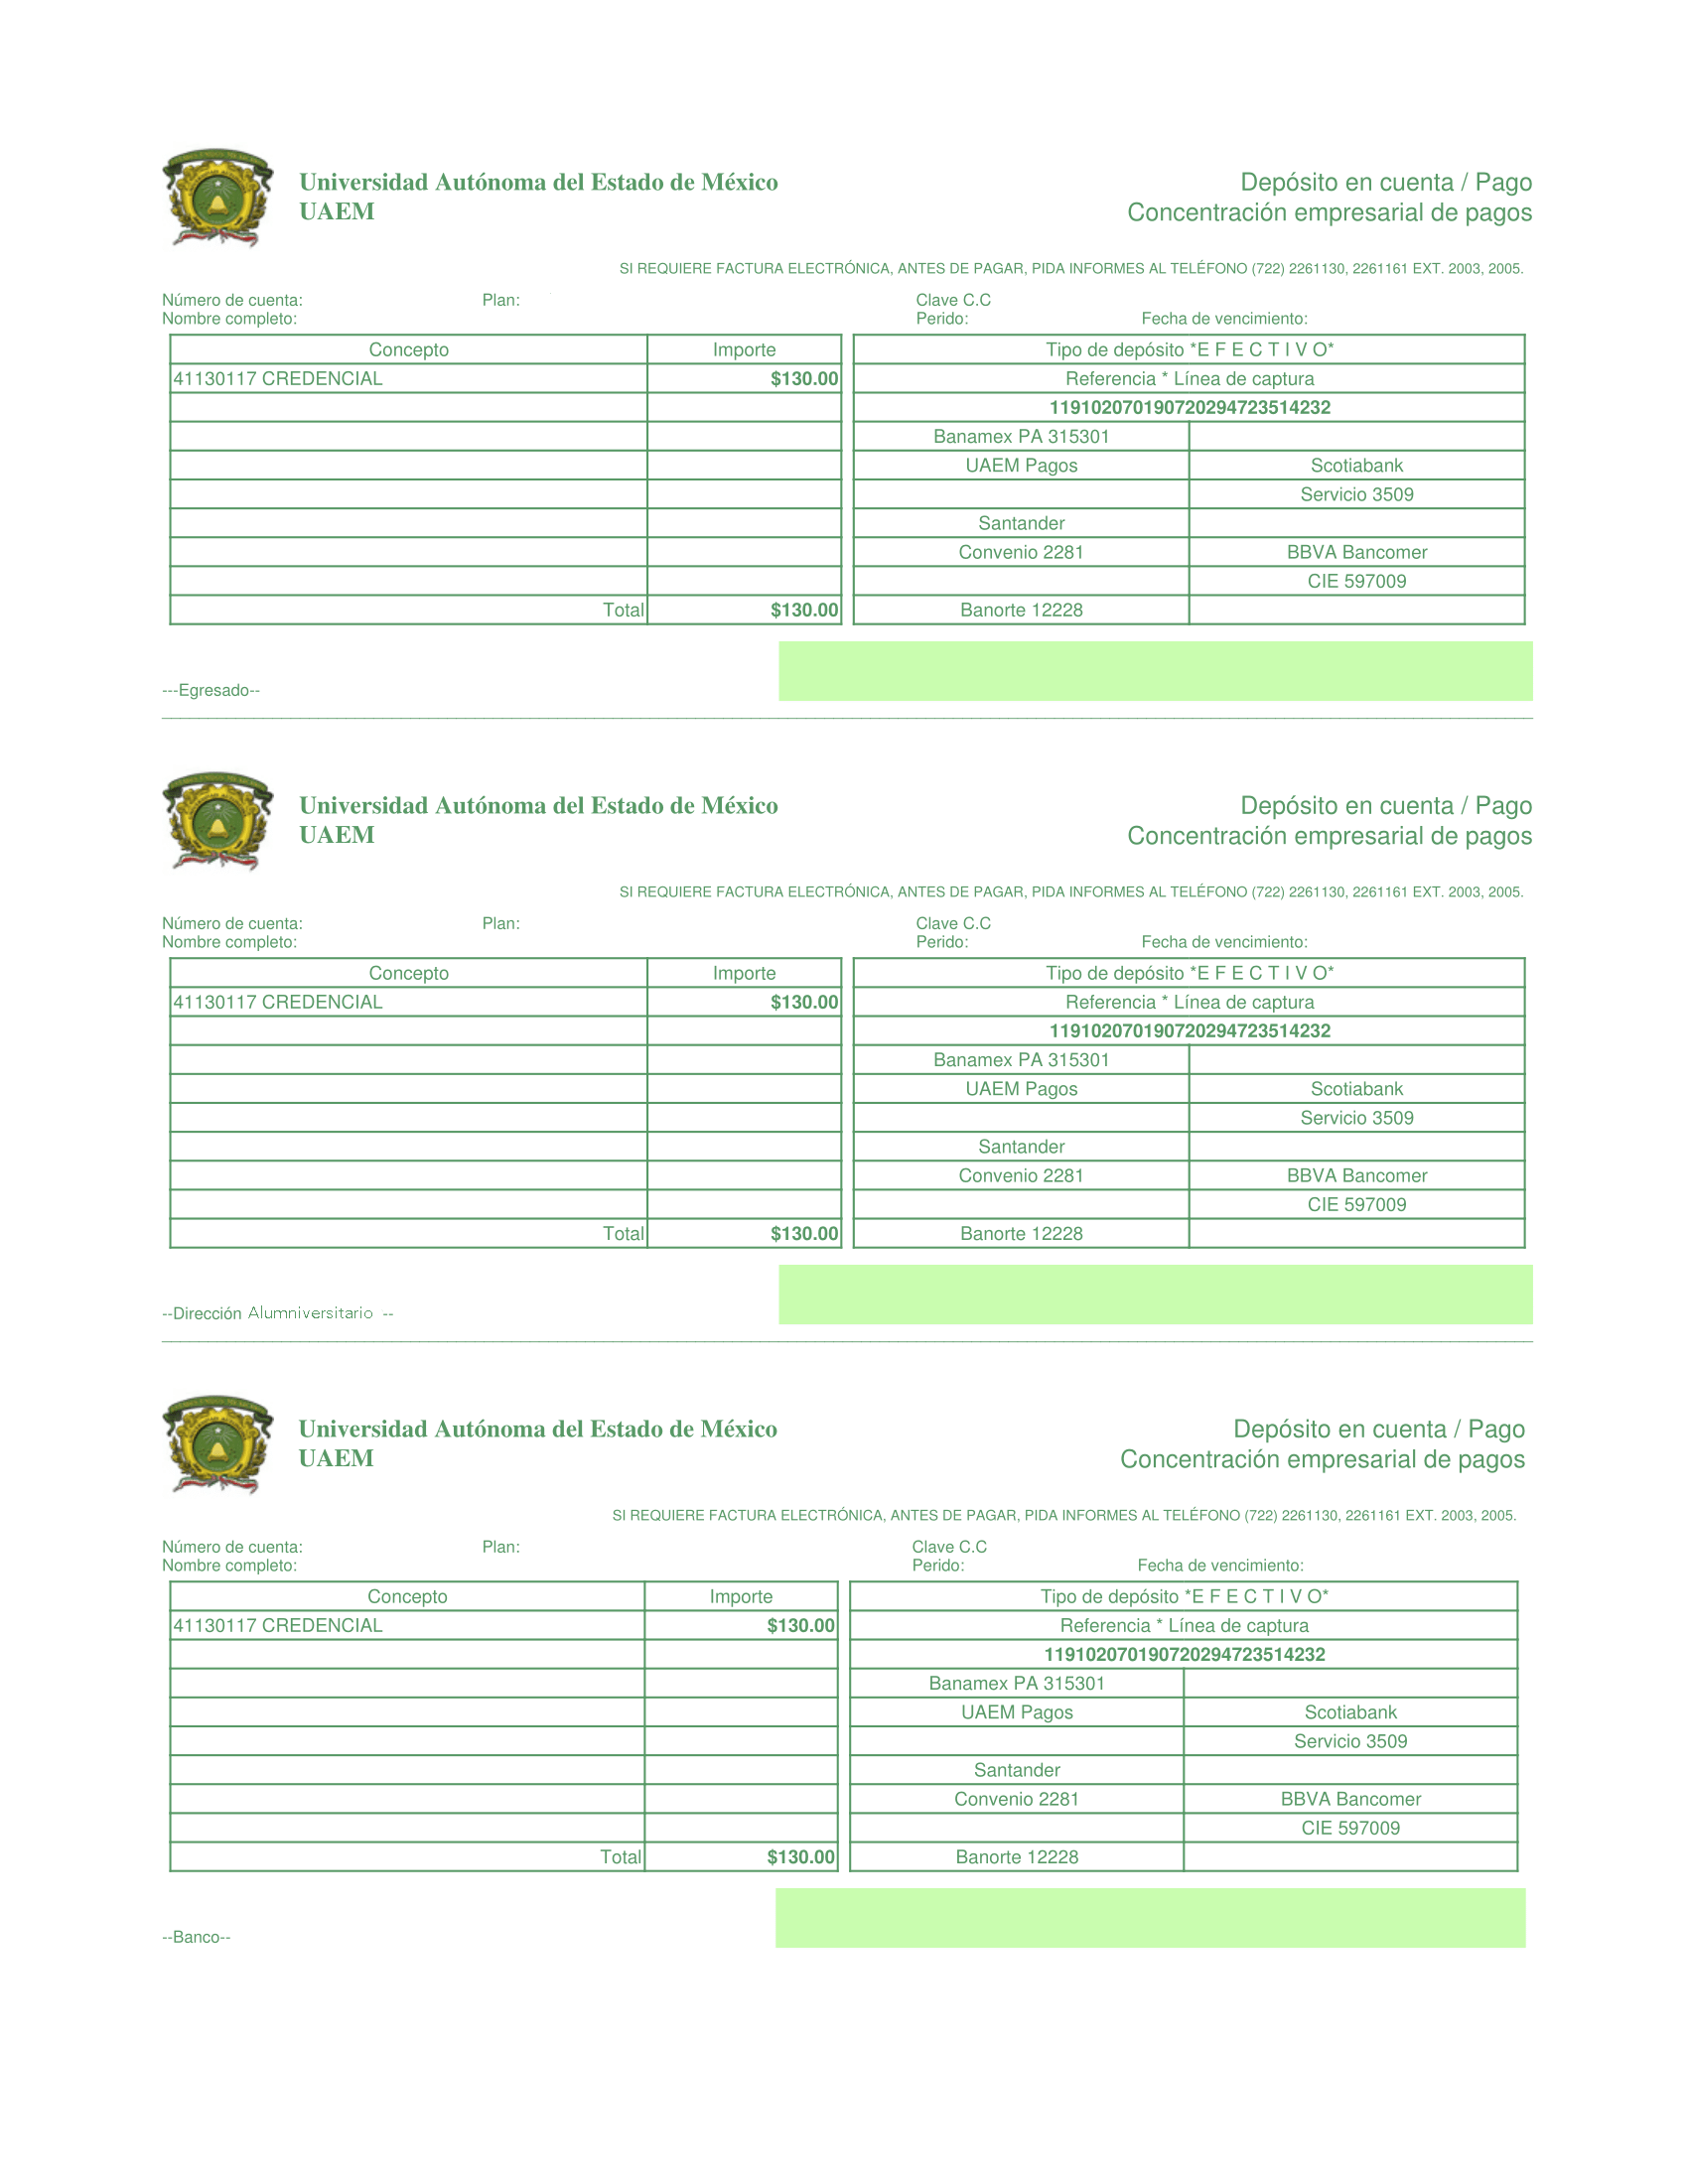 Universidad Autónoma del Estado de México
UAEM
Depósito en cuenta / Pago
Concentración empresarial de pagos
SI REQUIERE FACTURA ELECTRÓNICA, ANTES DE PAGAR, PIDA INFORMES AL TELÉFONO (722) 2261130, 2261161 EXT. 2003, 2005.
Número de cuenta: Plan: Clave C.C
Nombre completo: Perido: Fecha de vencimiento:
Concepto Importe Tipo de depósito *E F E C T I V O*
41130117 CREDENCIAL $130.00 Referencia * Línea de captura
119102070190720294723514232
Banamex PA 315301
UAEM Pagos Scotiabank
Servicio 3509
Santander
Convenio 2281 BBVA Bancomer
CIE 597009
Total $130.00 Banorte 12228
---Egresado--
Universidad Autónoma del Estado de México
UAEM
Depósito en cuenta / Pago
Concentración empresarial de pagos
SI REQUIERE FACTURA ELECTRÓNICA, ANTES DE PAGAR, PIDA INFORMES AL TELÉFONO (722) 2261130, 2261161 EXT. 2003, 2005.
Número de cuenta: Plan: Clave C.C
Nombre completo: Perido: Fecha de vencimiento:
Concepto Importe Tipo de depósito *E F E C T I V O*
41130117 CREDENCIAL $130.00 Referencia * Línea de captura
119102070190720294723514232
Banamex PA 315301
UAEM Pagos Scotiabank
Servicio 3509
Santander
Convenio 2281 BBVA Bancomer
CIE 597009
Total $130.00 Banorte 12228
--Dirección Alumniversitario --
Universidad Autónoma del Estado de México
UAEM
Depósito en cuenta / Pago
Concentración empresarial de pagos
SI REQUIERE FACTURA ELECTRÓNICA, ANTES DE PAGAR, PIDA INFORMES AL TELÉFONO (722) 2261130, 2261161 EXT. 2003, 2005.
Número de cuenta: Plan: Clave C.C
Nombre completo: Perido: Fecha de vencimiento:
Concepto Importe Tipo de depósito *E F E C T I V O*
41130117 CREDENCIAL $130.00 Referencia * Línea de captura
119102070190720294723514232
Banamex PA 315301
UAEM Pagos Scotiabank
Servicio 3509
Santander
Convenio 2281 BBVA Bancomer
CIE 597009
Total $130.00 Banorte 12228
--Banco--